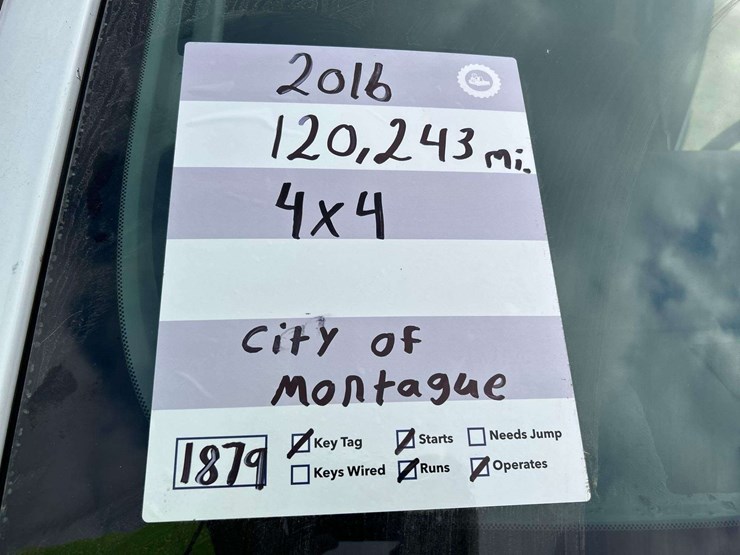 2016
120,243 mi.
4x4
City of
Montague
1879
Key Tag Starts Needs Jump
Keys Wired Runs Operates